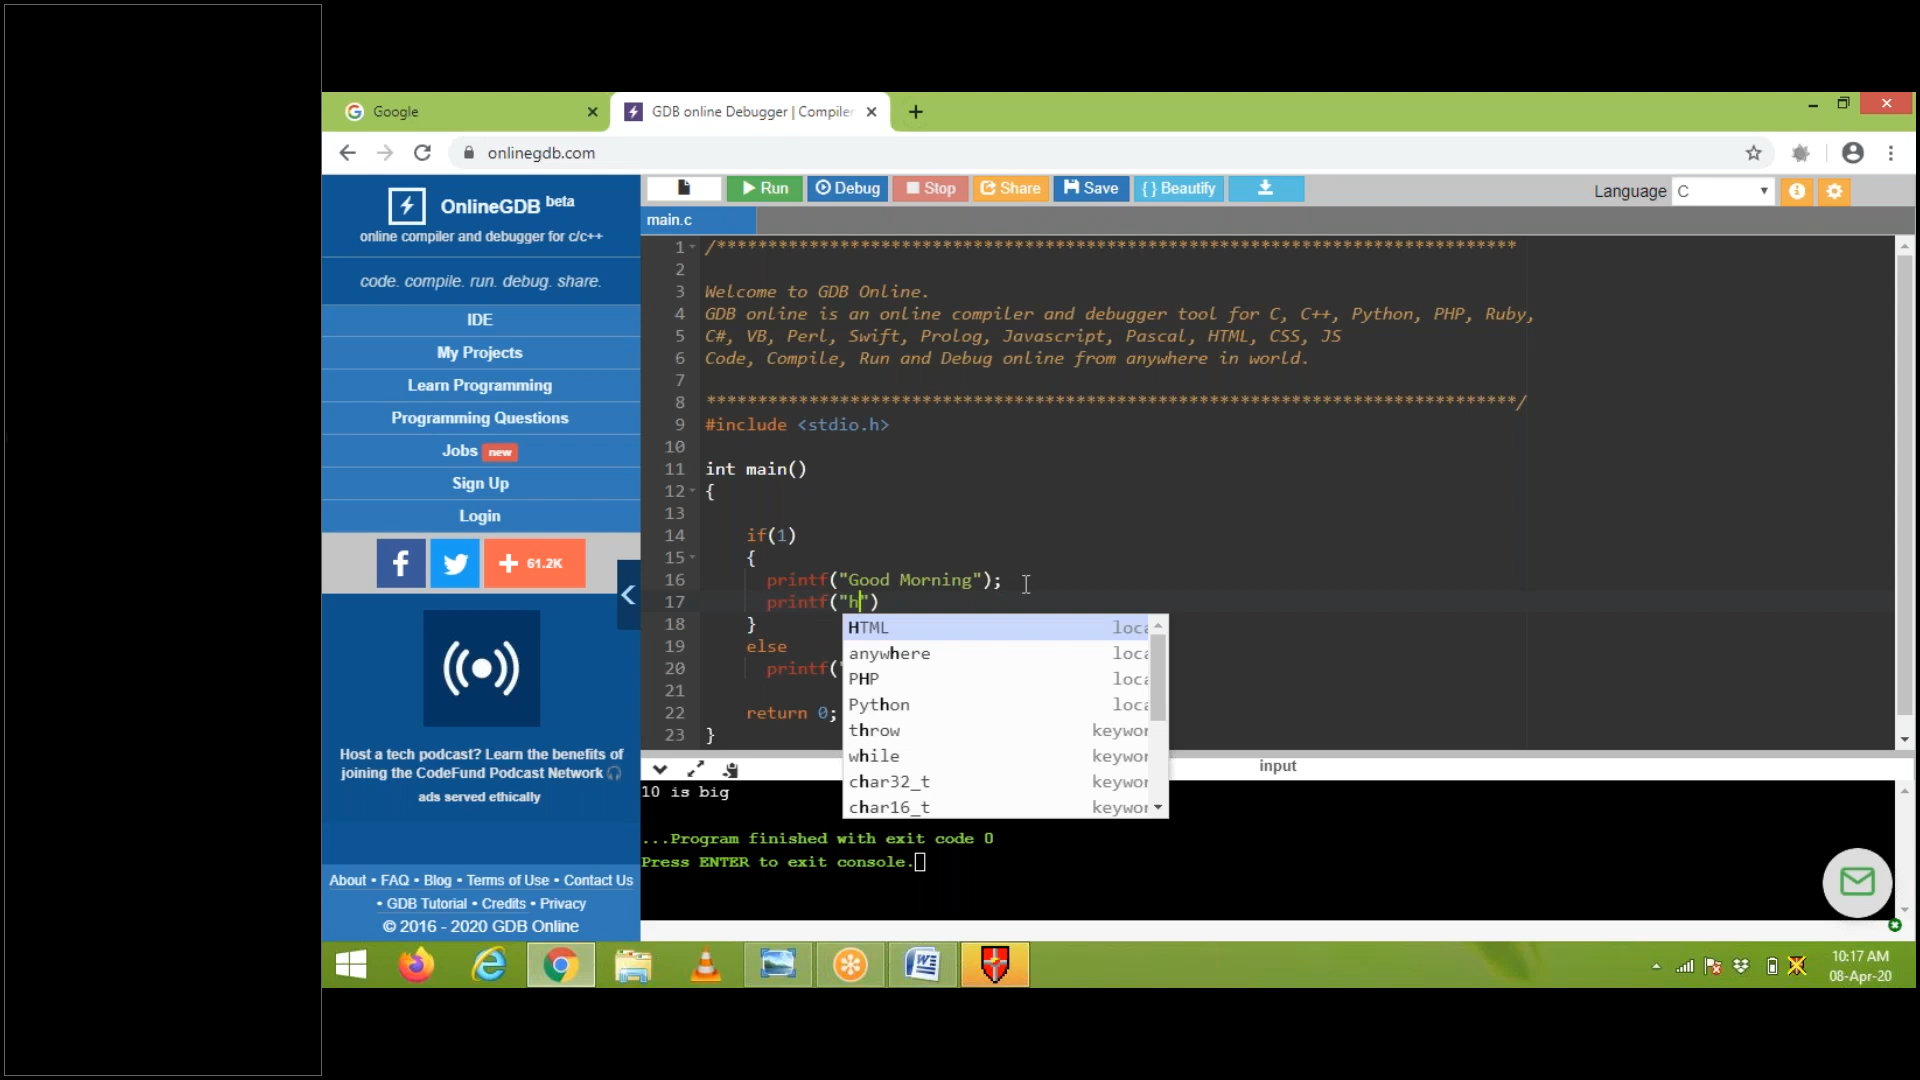 Google
GDB online Debugger | Compiler
onlinegdb.com
OnlineGDB beta
online compiler and debugger for c/c++
code. compile. run. debug. share.
IDE
My Projects
Learn Programming
Programming Questions
Jobs new
Sign Up
Login
61.2K
Host a tech podcast? Learn the benefits of
joining the CodeFund Podcast Network
ads served ethically
About • FAQ • Blog • Terms of Use • Contact Us
• GDB Tutorial • Credits • Privacy
© 2016 - 2020 GDB Online
Run Debug Stop Share Save {} Beautify
Language C
main.c
1 /******************************************************************************
2
3 Welcome to GDB Online.
4 GDB online is an online compiler and debugger tool for C, C++, Python, PHP, Ruby,
5 C#, VB, Perl, Swift, Prolog, Javascript, Pascal, HTML, CSS, JS
6 Code, Compile, Run and Debug online from anywhere in world.
7
8 *******************************************************************************/
9 #include <stdio.h>
10
11 int main()
12 {
13
14 if(1)
15 {
16 printf("Good Morning");
17 printf("h")
18 }
19 else
20 printf("
21
22 return 0;
23 }
HTML loca
anywhere loca
PHP loca
Python loca
throw keywor
while keywor
char32_t keywor
char16_t keywor
input
10 is big
...Program finished with exit code 0
Press ENTER to exit console.
10:17 AM
08-Apr-20